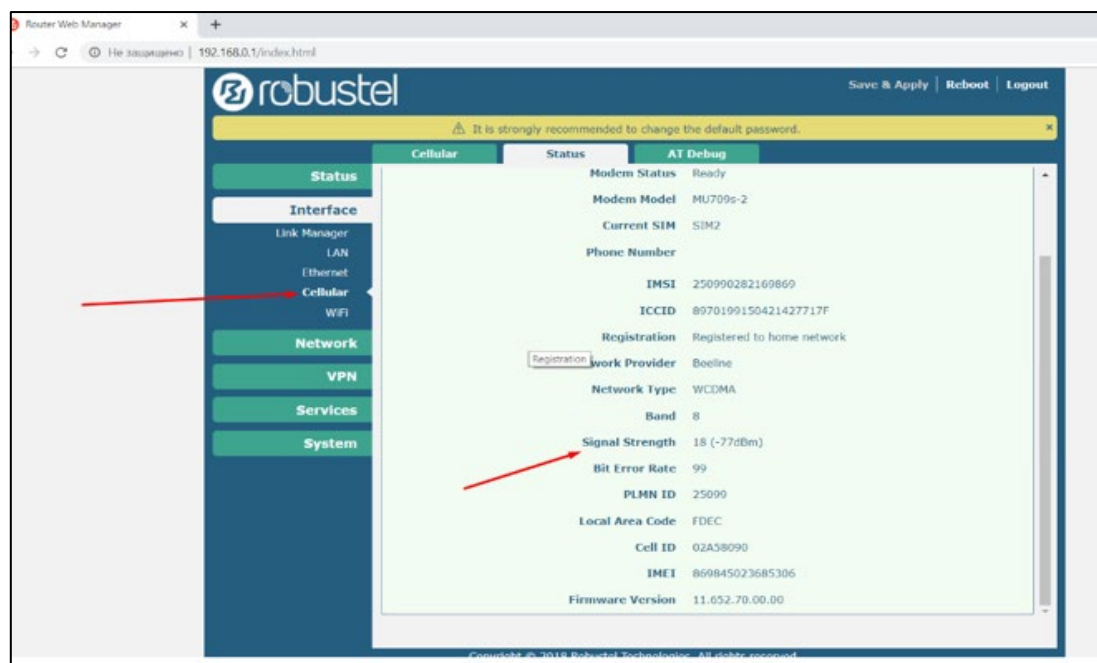 Router Web Manager
Не защищено | 192.168.0.1/index.html
robustel
Save & Apply | Reboot | Logout
It is strongly recommended to change the default password.
Cellular Status AT Debug
Status
Interface
Link Manager
LAN
Ethernet
Cellular
WiFi
Network
VPN
Services
System
Modem Status Ready
Modem Model MU709s-2
Current SIM SIM2
Phone Number
IMSI 250990282169869
ICCID 8970199150421427717F
Registration Registered to home network
Registration
work Provider Beeline
Network Type WCDMA
Band 8
Signal Strength 18 (-77dBm)
Bit Error Rate 99
PLMN ID 25099
Local Area Code FDEC
Cell ID 02A58090
IMEI 869845023685306
Firmware Version 11.652.70.00.00
Copyright © 2018 Robustel Technologies. All rights reserved.